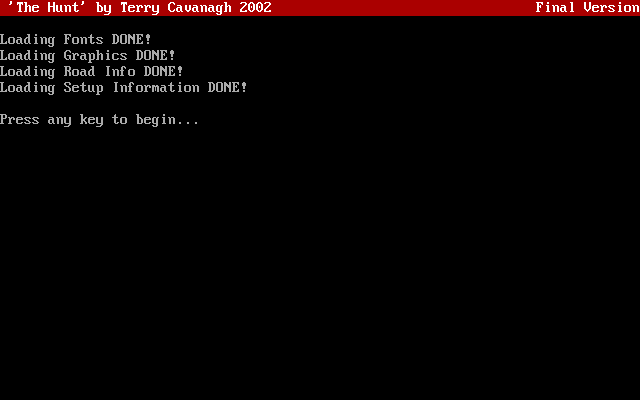 'The Hunt' by Terry Cavanagh 2002 Final Version
Loading Fonts DONE!
Loading Graphics DONE!
Loading Road Info DONE!
Loading Setup Information DONE!
Press any key to begin...